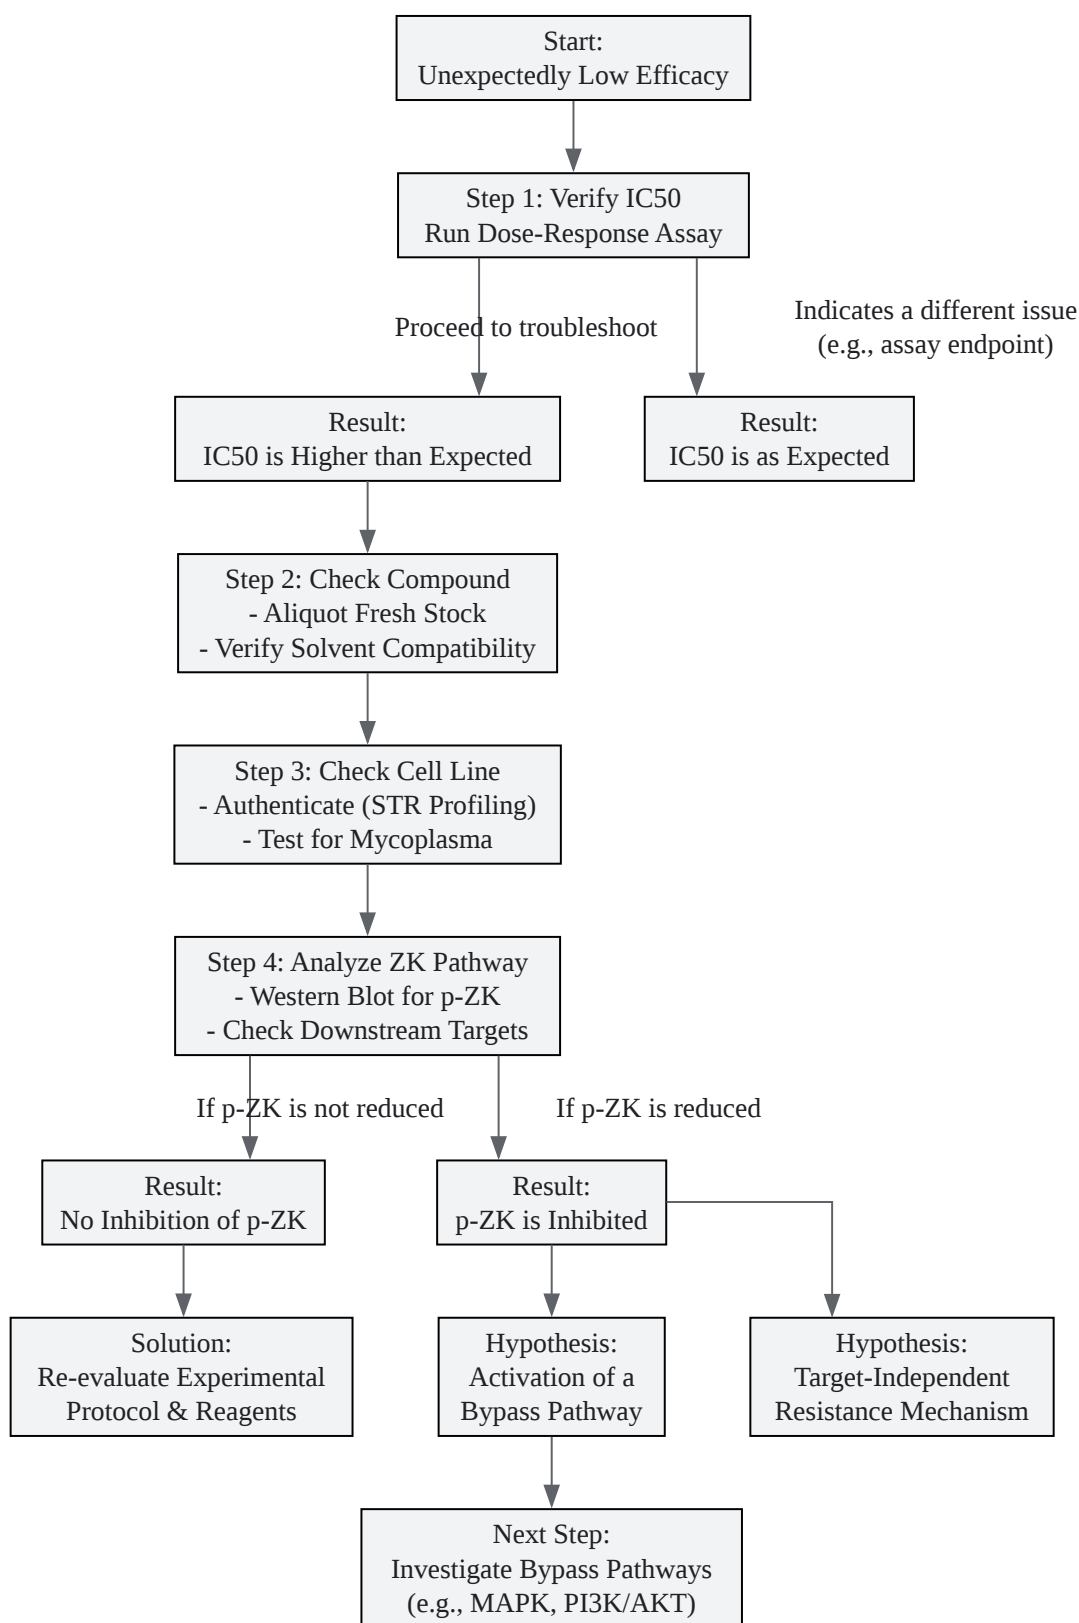 Start:
Unexpectedly Low Efficacy
Step 1: Verify IC50
Run Dose-Response Assay
Proceed to troubleshoot
Indicates a different issue
(e.g., assay endpoint)
Result:
IC50 is Higher than Expected
Result:
IC50 is as Expected
Step 2: Check Compound
- Aliquot Fresh Stock
- Verify Solvent Compatibility
Step 3: Check Cell Line
- Authenticate (STR Profiling)
- Test for Mycoplasma
Step 4: Analyze ZK Pathway
- Western Blot for p-ZK
- Check Downstream Targets
If p-ZK is not reduced
If p-ZK is reduced
Result:
No Inhibition of p-ZK
Result:
p-ZK is Inhibited
Solution:
Re-evaluate Experimental
Protocol & Reagents
Hypothesis:
Activation of a
Bypass Pathway
Hypothesis:
Target-Independent
Resistance Mechanism
Next Step:
Investigate Bypass Pathways
(e.g., MAPK, PI3K/AKT)